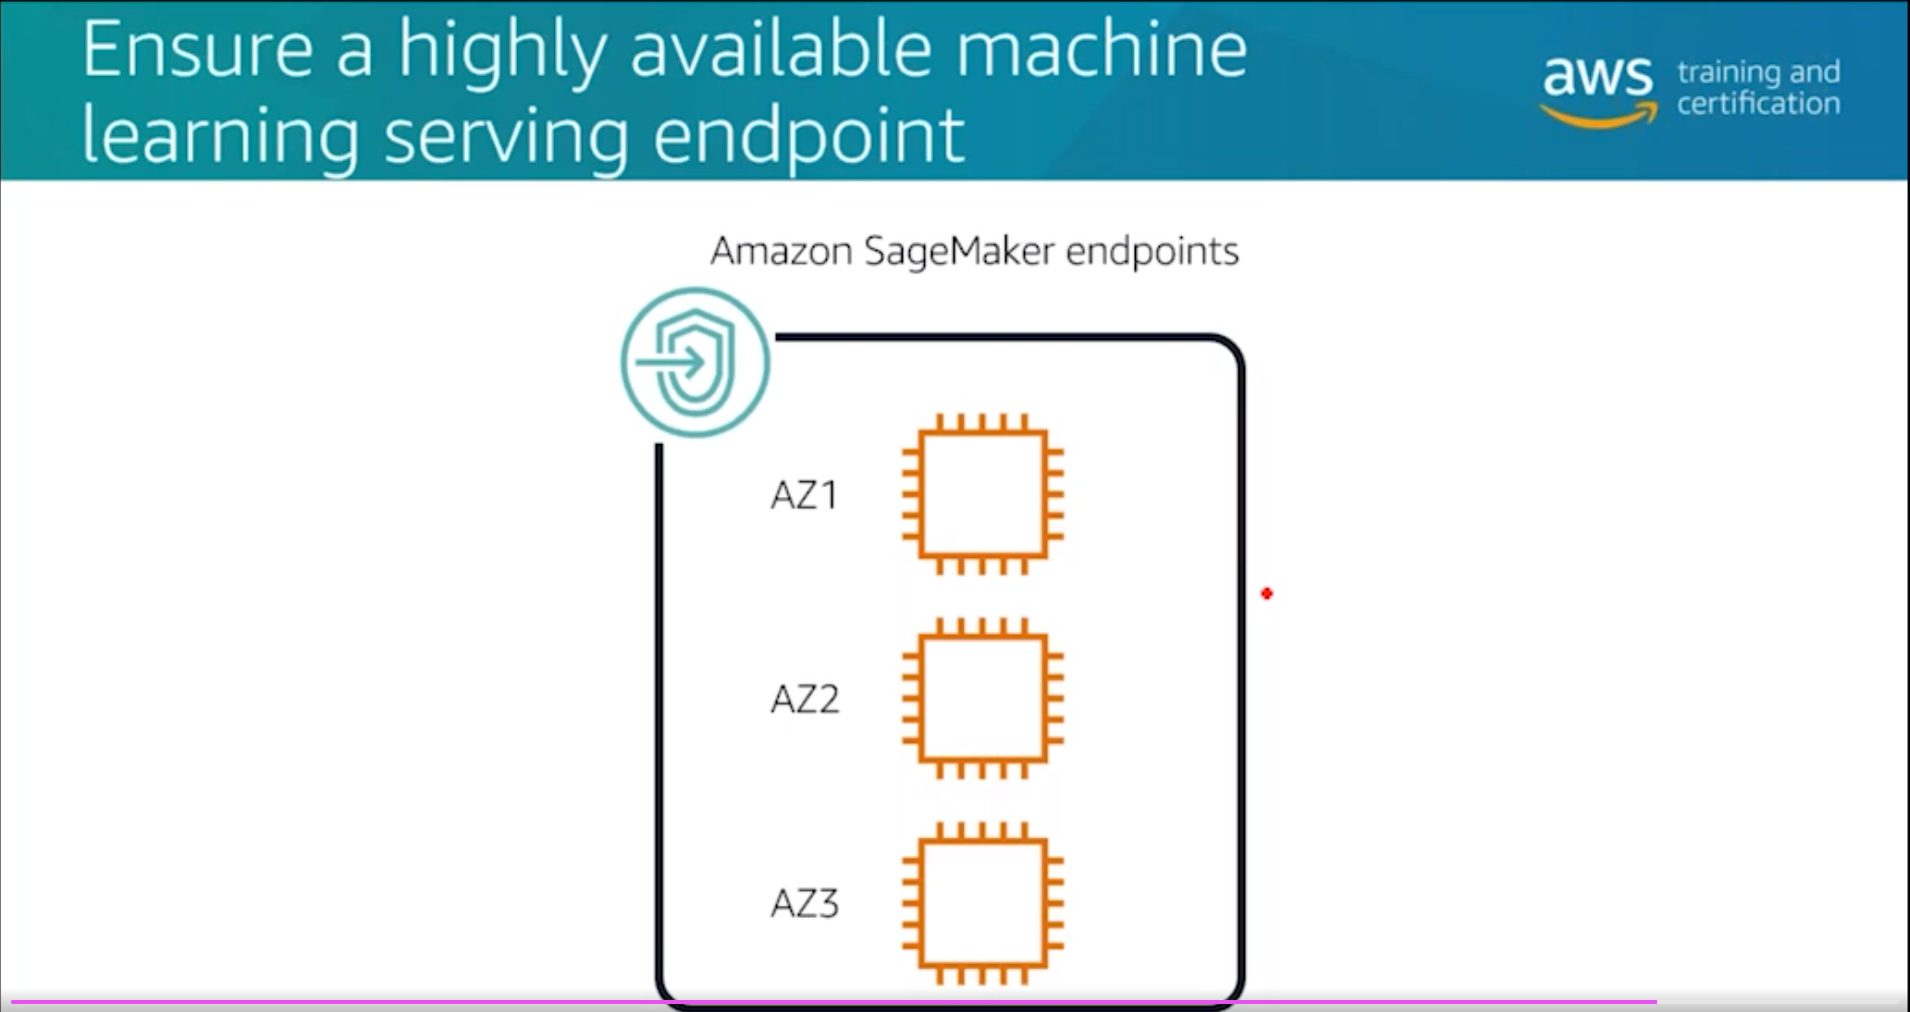 Ensure a highly available machine
learning serving endpoint
aws training and
certification
Amazon SageMaker endpoints
AZ1
AZ2
AZ3